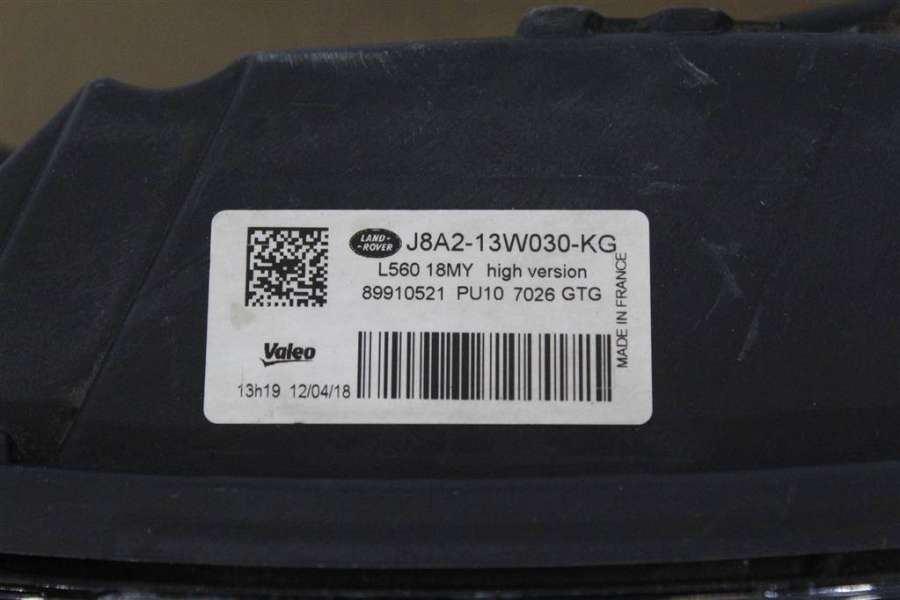 LAND-
-ROVER
J8A2-13W030-KG
L560 18MY high version
89910521 PU10 7026 GTG
MADE IN FRANCE
Valeo
13h19 12/04/18